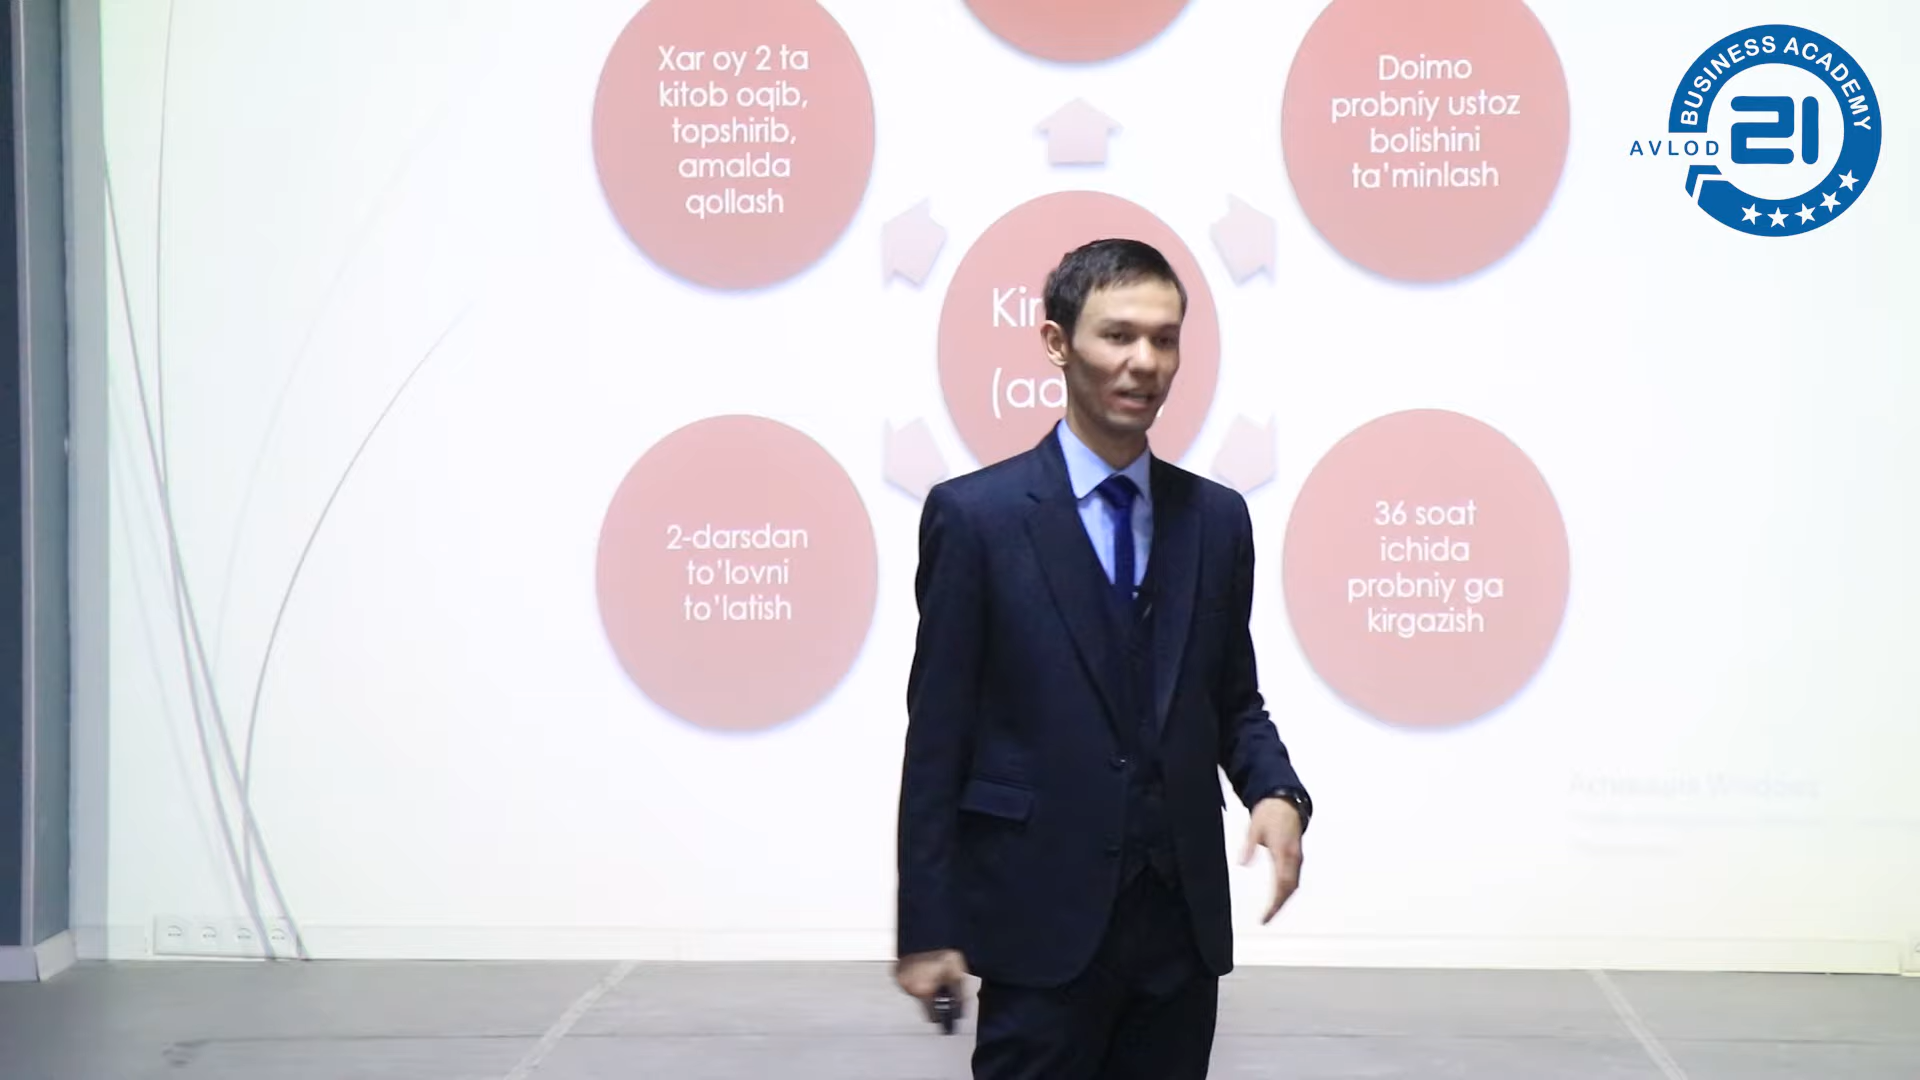 Xar oy 2 ta
kitob oqib,
topshirib,
amalda
qollash
Doimo
probniy ustoz
bolishini
ta'minlash
BUSINESS ACADEMY
AVLOD 21
2-darsdan
to'lovni
to'latish
36 soat
ichida
probniy ga
kirgazish